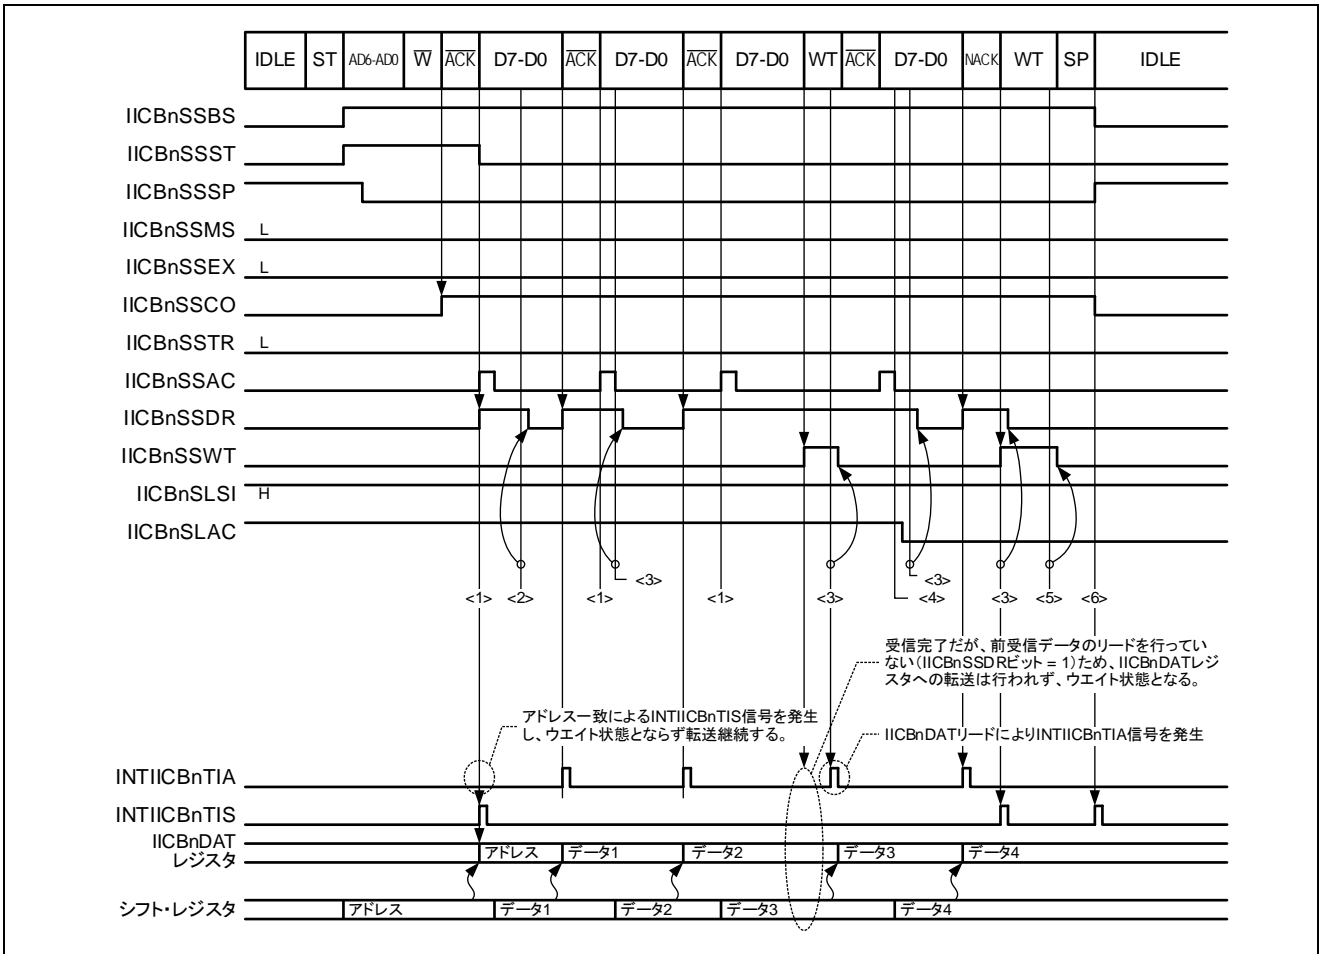 IDLE ST AD6-AD0 W ACK D7-D0 ACK D7-D0 ACK D7-D0 WT ACK D7-D0 NACK WT SP IDLE
IICBnSSBS
IICBnSSST
IICBnSSSP
IICBnSSMS L
IICBnSSEX L
IICBnSSCO
IICBnSSTR L
IICBnSSAC
IICBnSSDR
IICBnSSWT
IICBnSLSI H
IICBnSLAC
<3> <3>
<1> <2> <1> <1> <3> <4> <3> <5> <6>
受信完了だが、前受信データのリードを行ってい
ない（IICBnSSDRビット = 1）ため、IICBnDATレジ
スタへの転送は行われず、ウエイト状態となる。
アドレス一致によるINTIICBnTIS信号を発生
し、ウエイト状態とならず転送継続する。
IICBnDATリードによりINTIICBnTIA信号を発生
INTIICBnTIA
INTIICBnTIS
IICBnDAT
レジスタ
アドレス データ1 データ2 データ3 データ4
シフト・レジスタ アドレス データ1 データ2 データ3 データ4